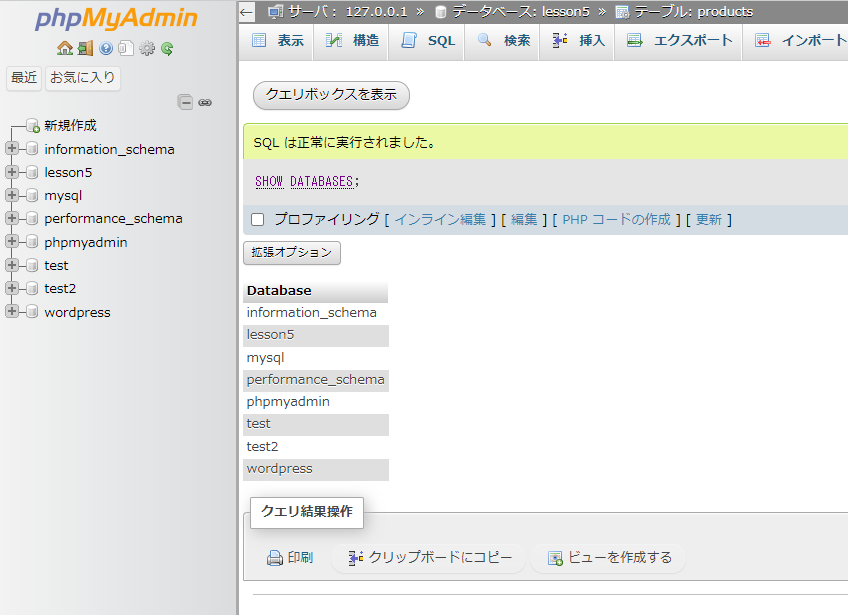 phpMyAdmin
最近 お気に入り
新規作成
information_schema
lesson5
mysql
performance_schema
phpmyadmin
test
test2
wordpress
サーバ: 127.0.0.1 » データベース: lesson5 » テーブル: products
表示 構造 SQL 検索 挿入 エクスポート インポート
クエリボックスを表示
SQL は正常に実行されました。
SHOW DATABASES;
プロファイリング [ インライン編集 ] [ 編集 ] [ PHP コードの作成 ] [ 更新 ]
拡張オプション
Database
information_schema
lesson5
mysql
performance_schema
phpmyadmin
test
test2
wordpress
クエリ結果操作
印刷 クリップボードにコピー ビューを作成する